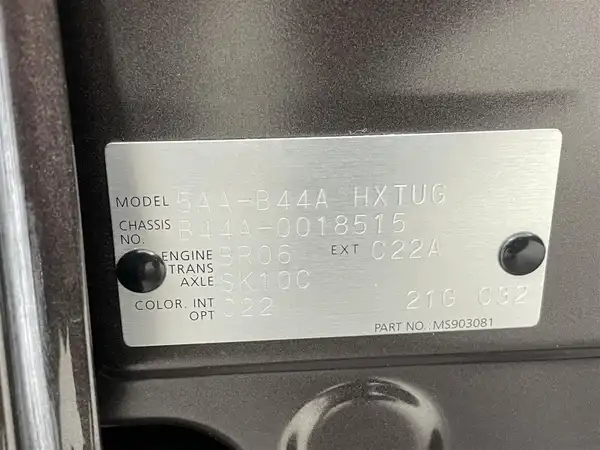 MODEL 5AA-B44A HXTUG
CHASSIS NO. B44A-0018515
ENGINE BR06 EXT C22A
TRANS AXLE SK10C
COLOR. INT C22 21G C32
OPT
PART NO. MS903081